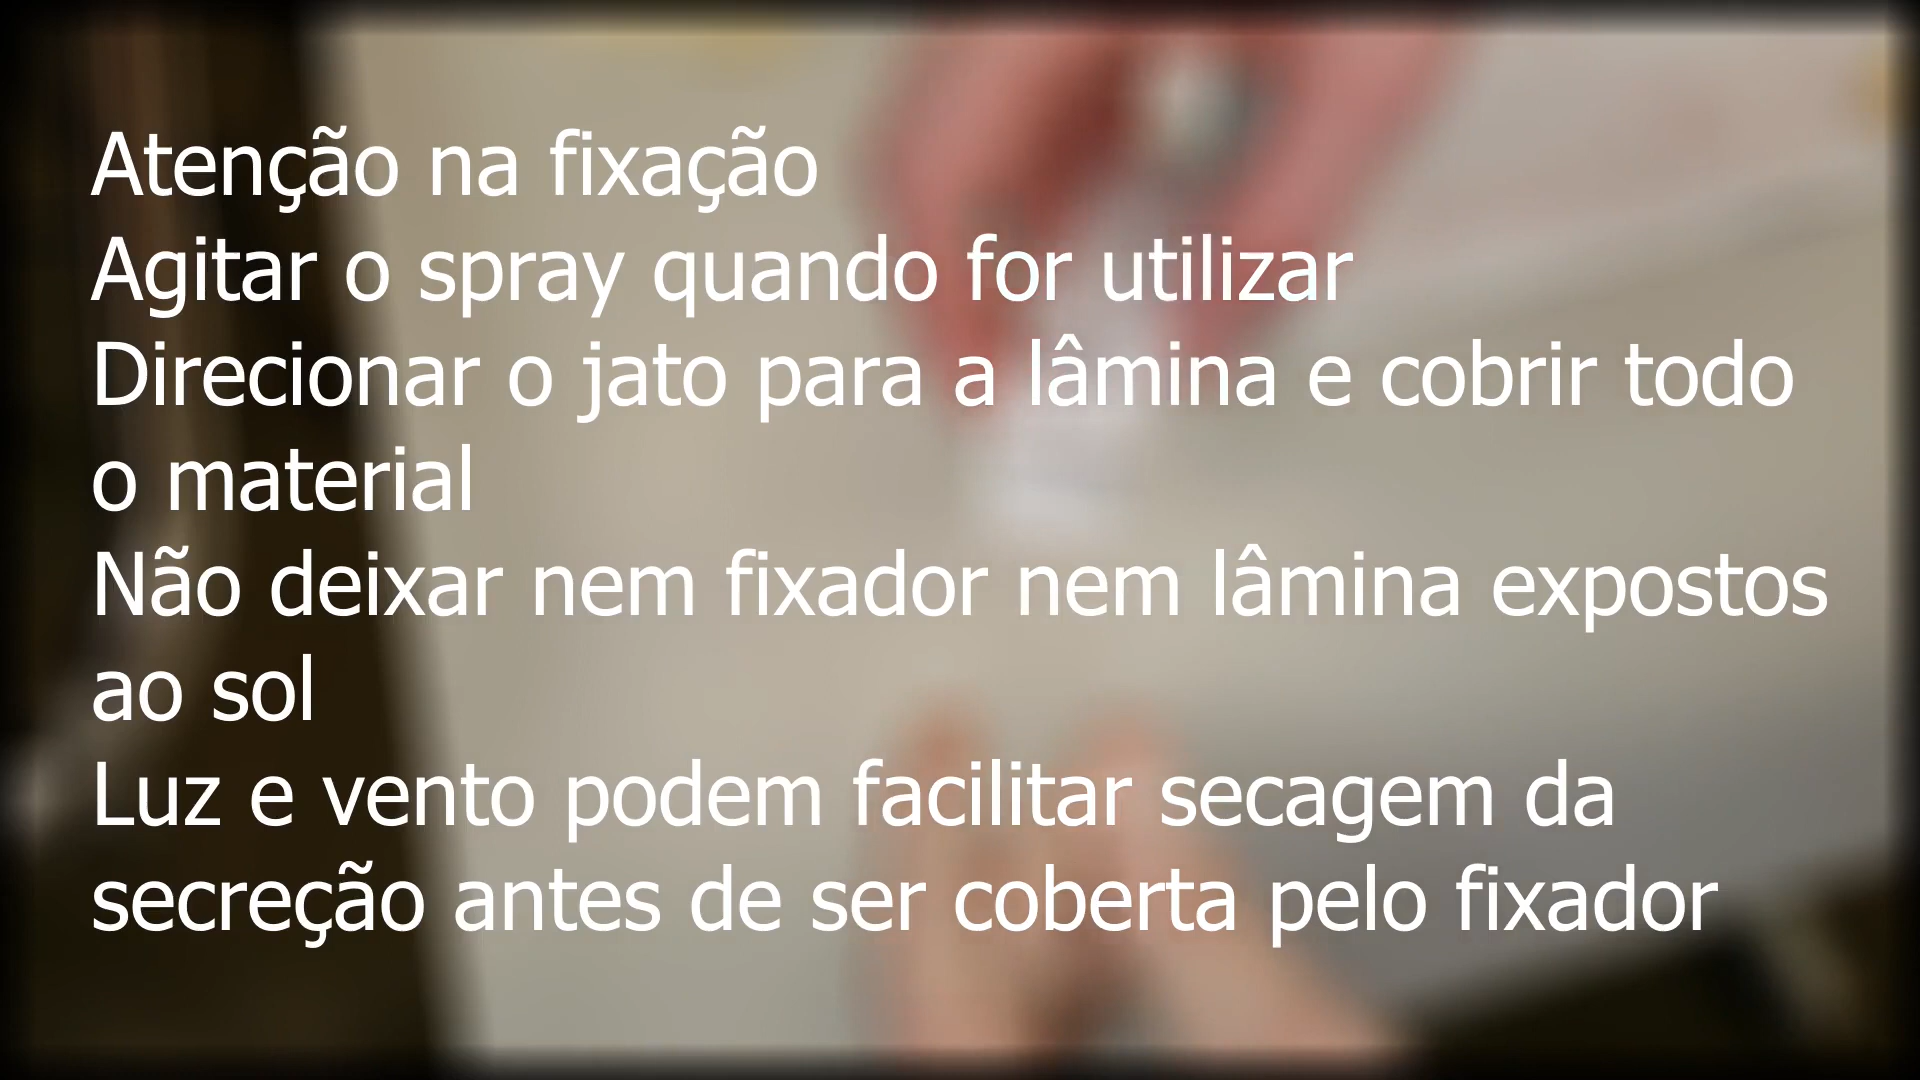 Atenção na fixação
Agitar o spray quando for utilizar
Direcionar o jato para a lâmina e cobrir todo
o material
Não deixar nem fixador nem lâmina expostos
ao sol
Luz e vento podem facilitar secagem da
secreção antes de ser coberta pelo fixador